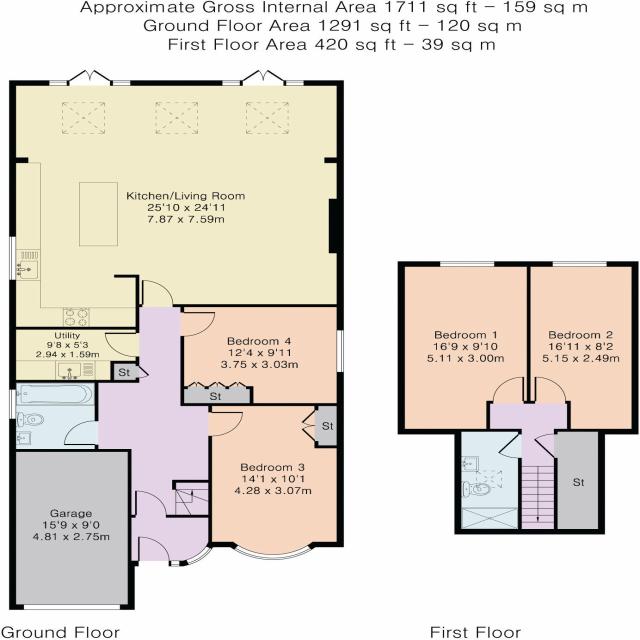 Approximate Gross Internal Area 1711 sq ft – 159 sq m
Ground Floor Area 1291 sq ft – 120 sq m
First Floor Area 420 sq ft – 39 sq m
Kitchen/Living Room
25'10 x 24'11
7.87 x 7.59m
Utility
9'8 x 5'3
2.94 x 1.59m
St
Bedroom 4
12'4 x 9'11
3.75 x 3.03m
St
St
Bedroom 3
14'1 x 10'1
4.28 x 3.07m
Garage
15'9 x 9'0
4.81 x 2.75m
Ground Floor
Bedroom 1
16'9 x 9'10
5.11 x 3.00m
Bedroom 2
16'11 x 8'2
5.15 x 2.49m
St
First Floor